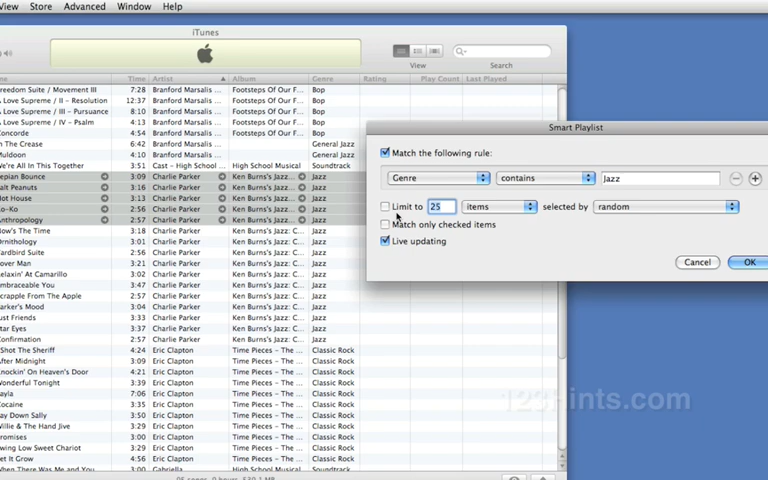 View Store Advanced Window Help
iTunes
View
Search
Time Artist Album Genre Rating Play Count Last Played
Freedom Suite / Movement III 7:28 Branford Marsalis ... Footsteps Of Our F... Bop
A Love Supreme / II - Resolution 12:37 Branford Marsalis ... Footsteps Of Our F... Bop
A Love Supreme / III - Pursuance 8:10 Branford Marsalis ... Footsteps Of Our F... Bop
A Love Supreme / IV - Psalm 4:23 Branford Marsalis ... Footsteps Of Our F... Bop
Concorde 4:54 Branford Marsalis ... Footsteps Of Our F... Bop
In The Crease 6:42 Branford Marsalis ... General Jazz
Muldoon 4:10 Branford Marsalis ... General Jazz
We're All In This Together 3:51 Cast - High School ... High School Musical Soundtrack
epian Bounce 3:09 Charlie Parker Ken Burns's Jazz... Jazz
alt Peanuts 3:16 Charlie Parker Ken Burns's Jazz... Jazz
Hot House 3:13 Charlie Parker Ken Burns's Jazz... Jazz
Ko-Ko 2:56 Charlie Parker Ken Burns's Jazz... Jazz
Anthropology 2:57 Charlie Parker Ken Burns's Jazz... Jazz
Now's The Time 3:18 Charlie Parker Ken Burns's Jazz: C... Jazz
Ornithology 3:01 Charlie Parker Ken Burns's Jazz: C... Jazz
Yardbird Suite 2:56 Charlie Parker Ken Burns's Jazz: C... Jazz
over Man 3:21 Charlie Parker Ken Burns's Jazz: C... Jazz
Relaxin' At Camarillo 3:02 Charlie Parker Ken Burns's Jazz: C... Jazz
Embraceable You 3:47 Charlie Parker Ken Burns's Jazz: C... Jazz
Scrapple From The Apple 2:57 Charlie Parker Ken Burns's Jazz: C... Jazz
Parker's Mood 3:04 Charlie Parker Ken Burns's Jazz: C... Jazz
Just Friends 3:33 Charlie Parker Ken Burns's Jazz: C... Jazz
Star Eyes 3:37 Charlie Parker Ken Burns's Jazz: C... Jazz
Confirmation 2:57 Charlie Parker Ken Burns's Jazz: C... Jazz
I Shot The Sheriff 4:24 Eric Clapton Time Pieces - The ... Classic Rock
After Midnight 3:09 Eric Clapton Time Pieces - The ... Classic Rock
Knockin' On Heaven's Door 4:21 Eric Clapton Time Pieces - The ... Classic Rock
Wonderful Tonight 3:39 Eric Clapton Time Pieces - The ... Classic Rock
ayla 7:06 Eric Clapton Time Pieces - The ... Classic Rock
Cocaine 3:35 Eric Clapton Time Pieces - The ... Classic Rock
Lay Down Sally 3:50 Eric Clapton Time Pieces - The ... Classic Rock
Willie & The Hand Jive 3:26 Eric Clapton Time Pieces - The ... Classic Rock
Promises 3:00 Eric Clapton Time Pieces - The ... Classic Rock
Swing Low Sweet Chariot 3:27 Eric Clapton Time Pieces - The ... Classic Rock
Let It Grow 4:56 Eric Clapton Time Pieces - The ... Classic Rock
When There Was Me and You 3:00 Gabriella High School Musical Soundtrack
Smart Playlist
Match the following rule:
Genre contains Jazz
Limit to 25 items selected by random
Match only checked items
Live updating
Cancel OK
123Hints.com